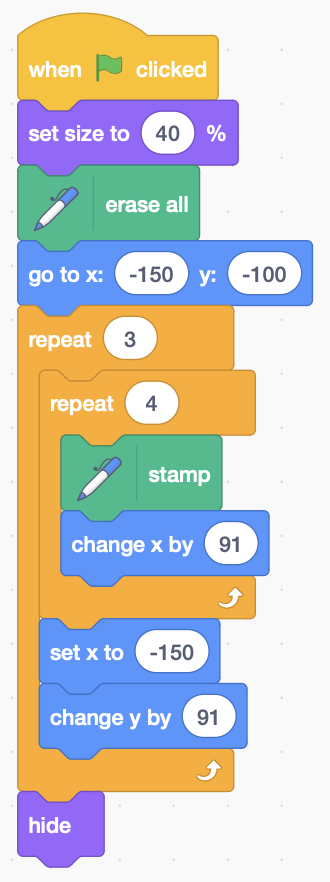 when clicked
set size to 40 %
erase all
go to x: -150 y: -100
repeat 3
repeat 4
stamp
change x by 91
set x to -150
change y by 91
hide